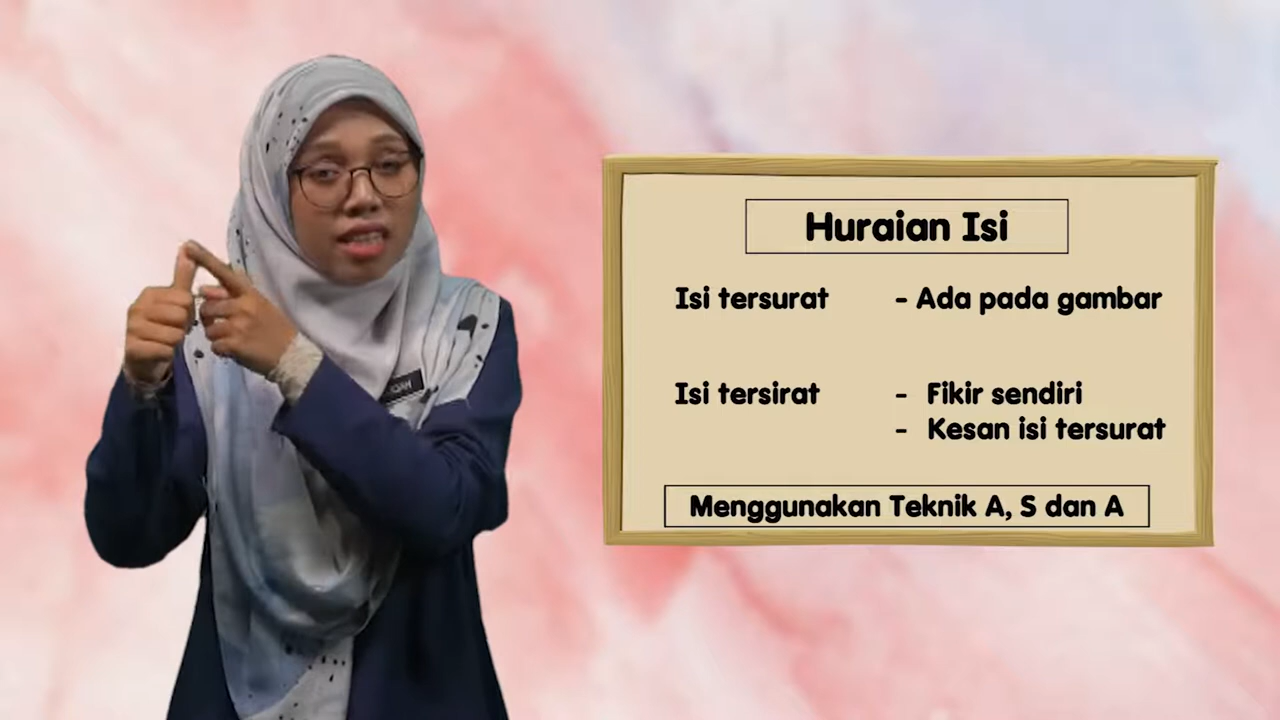 Huraian Isi
Isi tersurat - Ada pada gambar
Isi tersirat - Fikir sendiri
- Kesan isi tersurat
Menggunakan Teknik A, S dan A